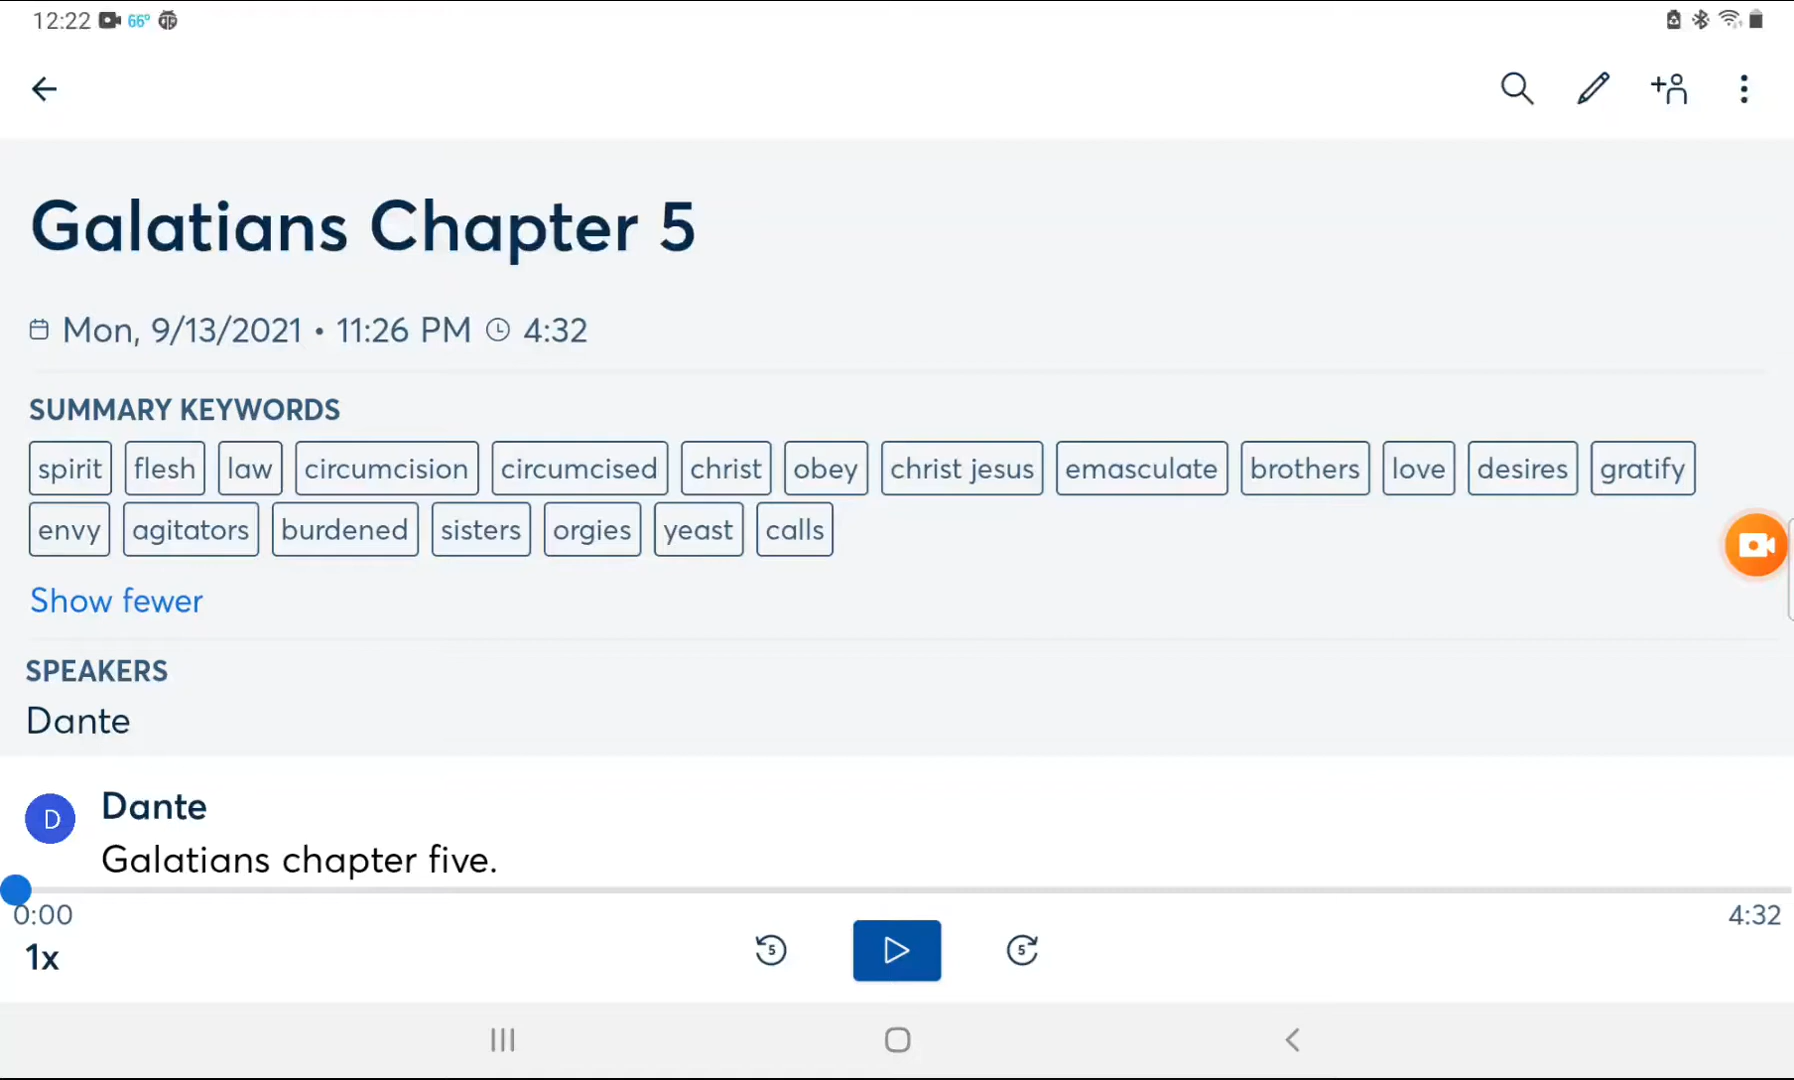 12:22 66°
Galatians Chapter 5
Mon, 9/13/2021 • 11:26 PM 4:32
SUMMARY KEYWORDS
spirit flesh law circumcision circumcised christ obey christ jesus emasculate brothers love desires gratify
envy agitators burdened sisters orgies yeast calls
Show fewer
SPEAKERS
Dante
D Dante
Galatians chapter five.
0:00 4:32
1x 5 5